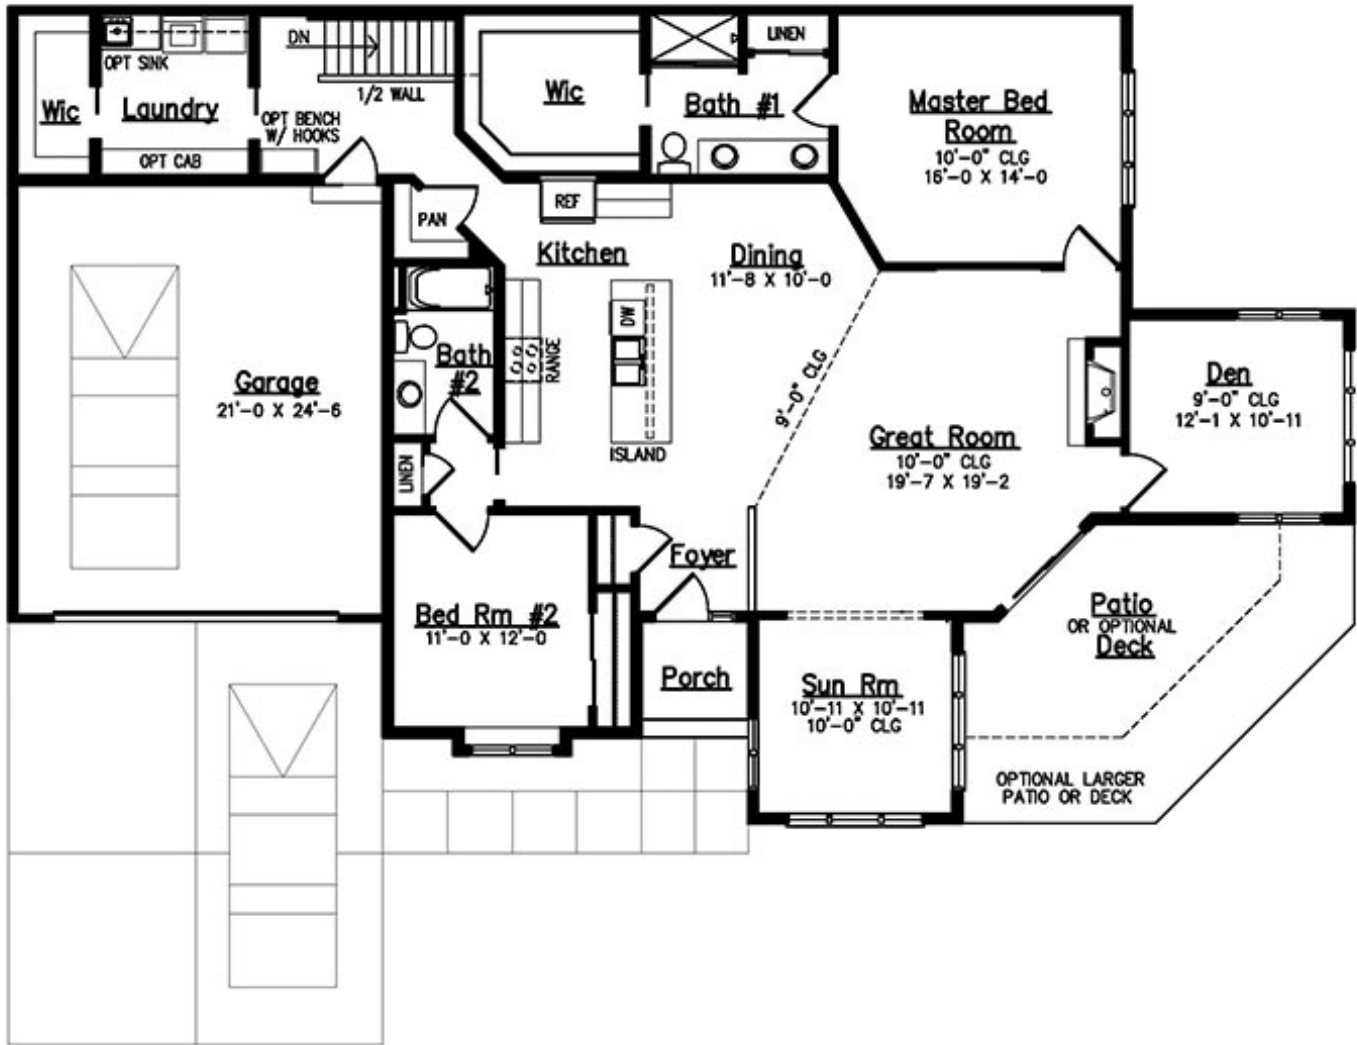 DN
LINEN
OPT SINK
1/2 WALL
Wic
Laundry
OPT BENCH
W/ HOOKS
OPT CAB
Wic
Bath #1
Master Bed
Room
10'-0" CLG
16'-0 X 14'-0
PAN
REF
Kitchen
Dining
11'-8 X 10'-0
DW
RANGE
ISLAND
9'-0" CLG
Garage
21'-0 X 24'-6
Bath
#2
LINEN
Great Room
10'-0" CLG
19'-7 X 19'-2
Den
9'-0" CLG
12'-1 X 10'-11
Foyer
Bed Rm #2
11'-0 X 12'-0
Porch
Sun Rm
10'-11 X 10'-11
10'-0" CLG
Patio
OR OPTIONAL
Deck
OPTIONAL LARGER
PATIO OR DECK